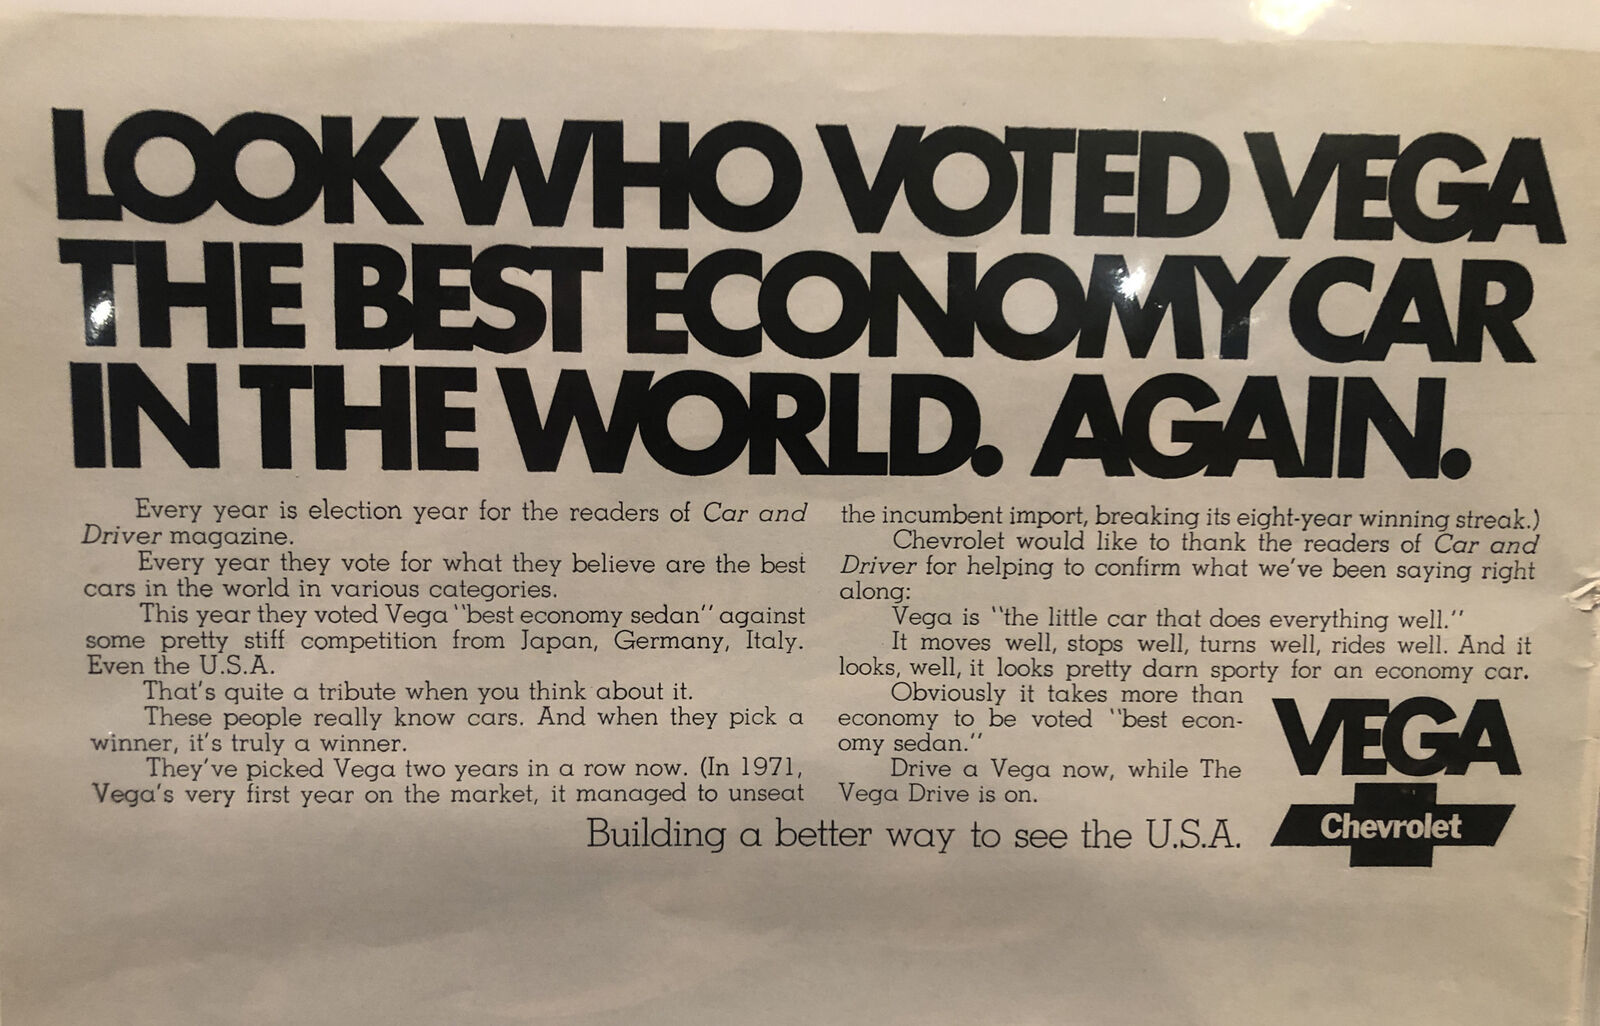 LOOK WHO VOTED VEGA
THE BEST ECONOMY CAR
IN THE WORLD. AGAIN.
Every year is election year for the readers of Car and
Driver magazine.
Every year they vote for what they believe are the best
cars in the world in various categories.
This year they voted Vega "best economy sedan" against
some pretty stiff competition from Japan, Germany, Italy.
Even the U.S.A.
That's quite a tribute when you think about it.
These people really know cars. And when they pick a
winner, it's truly a winner.
They've picked Vega two years in a row now. (In 1971,
Vega's very first year on the market, it managed to unseat
the incumbent import, breaking its eight-year winning streak.)
Chevrolet would like to thank the readers of Car and
Driver for helping to confirm what we've been saying right
along:
Vega is "the little car that does everything well."
It moves well, stops well, turns well, rides well. And it
looks, well, it looks pretty darn sporty for an economy car.
Obviously it takes more than
economy to be voted "best econ-
omy sedan."
Drive a Vega now, while The
Vega Drive is on.
Building a better way to see the U.S.A.
VEGA
Chevrolet